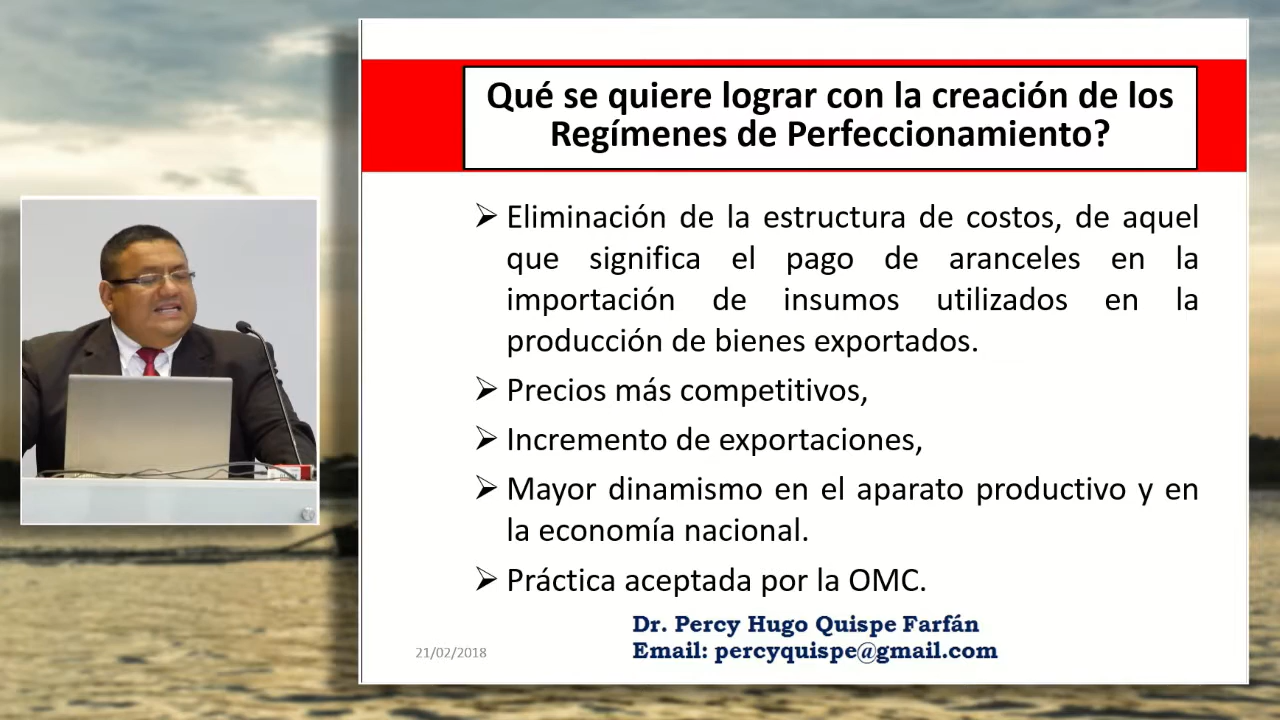 Qué se quiere lograr con la creación de los
Regímenes de Perfeccionamiento?
Eliminación de la estructura de costos, de aquel
que significa el pago de aranceles en la
importación de insumos utilizados en la
producción de bienes exportados.
Precios más competitivos,
Incremento de exportaciones,
Mayor dinamismo en el aparato productivo y en
la economía nacional.
Práctica aceptada por la OMC.
Dr. Percy Hugo Quispe Farfán
21/02/2018 Email: percyquispe@gmail.com